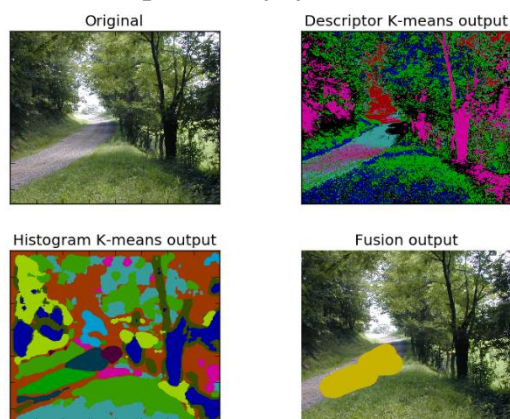 Original
Descriptor K-means output
Histogram K-means output
Fusion output